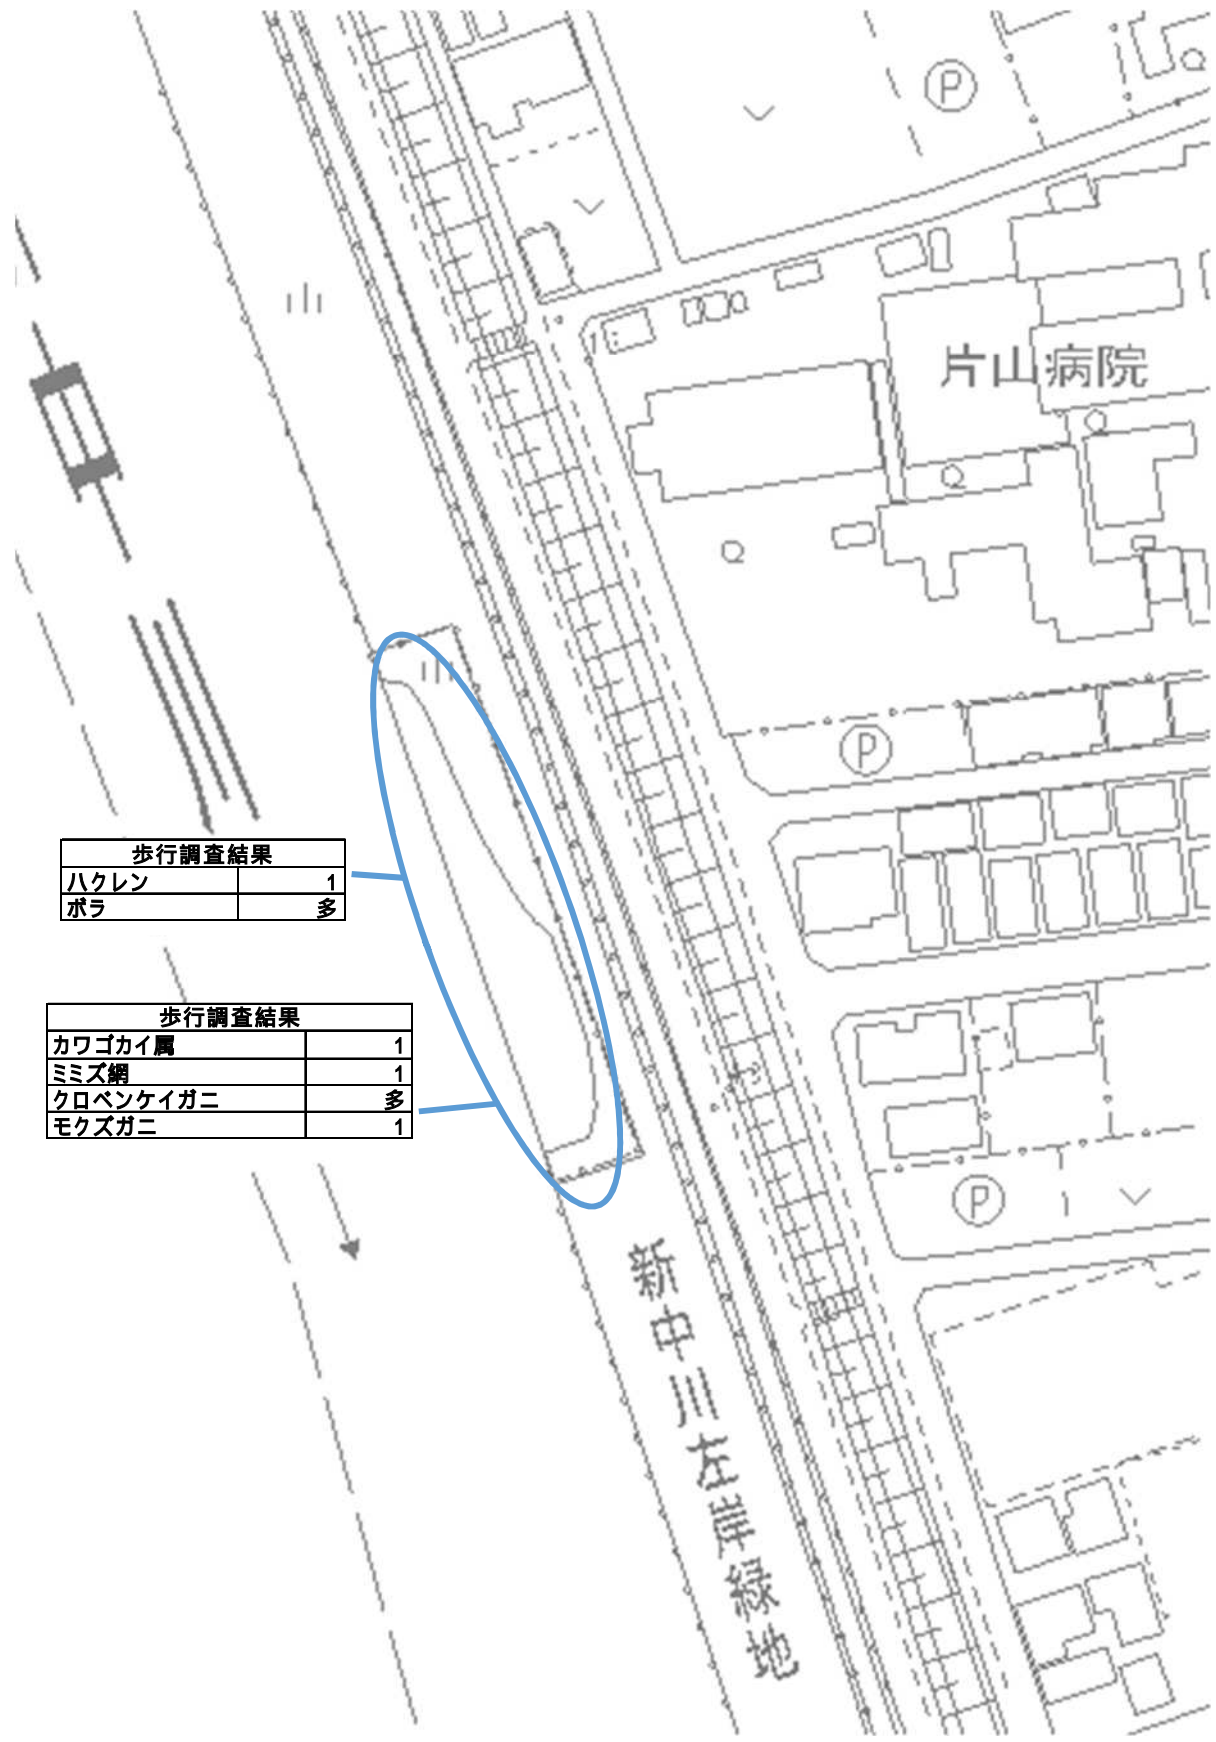 Ⓟ
片山病院
Ⓟ
歩行調査結果
ハクレン 1
ボラ 多
歩行調査結果
カワゴカイ属 1
ミミズ網 1
クロベンケイガニ 多
モクズガニ 1
Ⓟ
新中川左岸緑地